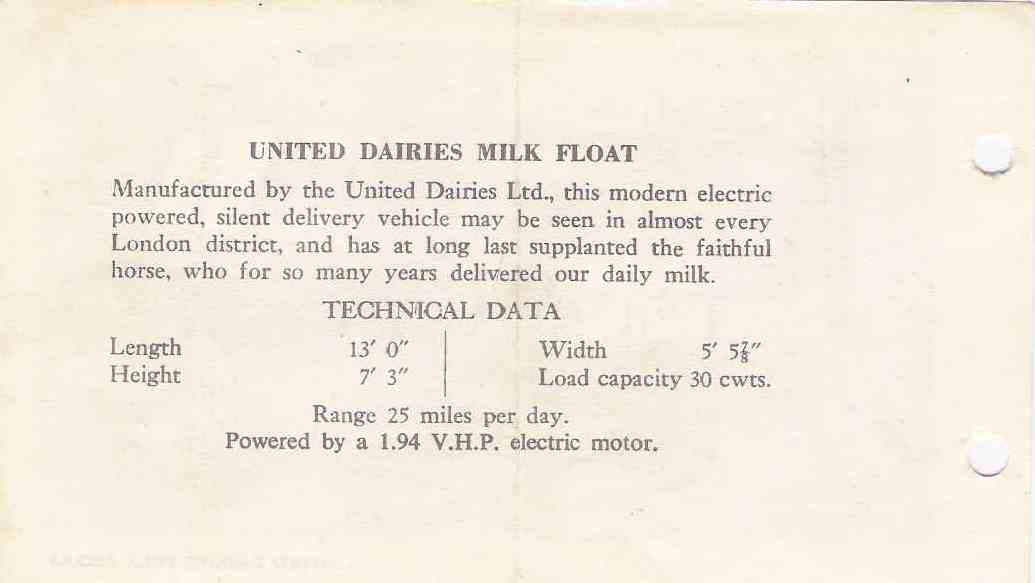 UNITED DAIRIES MILK FLOAT
Manufactured by the United Dairies Ltd., this modern electric
powered, silent delivery vehicle may be seen in almost every
London district, and has at long last supplanted the faithful
horse, who for so many years delivered our daily milk.
TECHNICAL DATA
Length 13′ 0″ Width 5′ 5⅞″
Height 7′ 3″ Load capacity 30 cwts.
Range 25 miles per day.
Powered by a 1.94 V.H.P. electric motor.